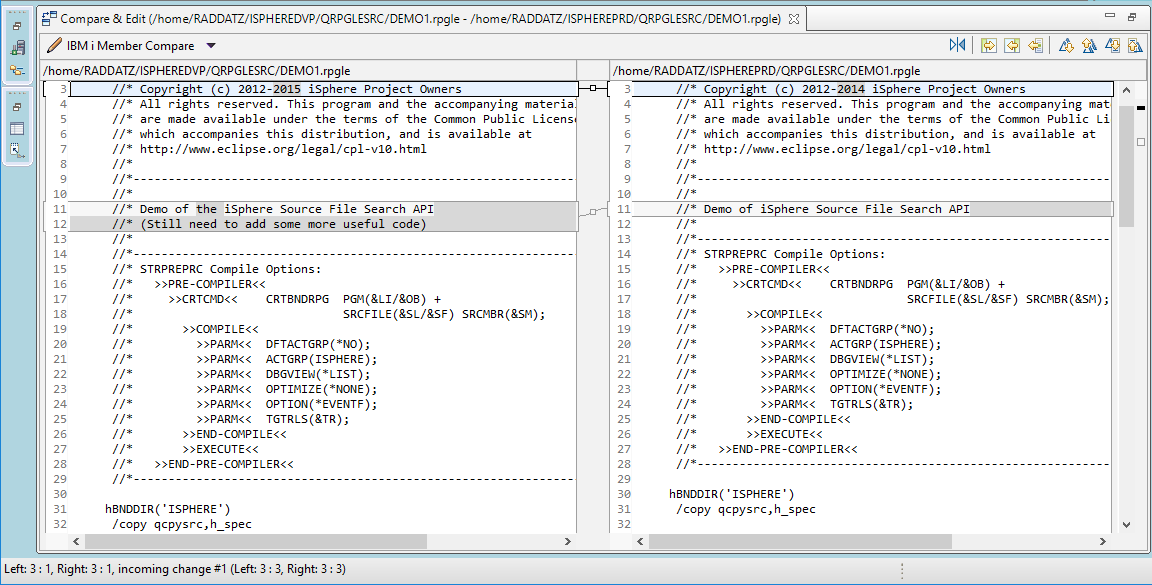 Compare & Edit (/home/RADDATZ/ISPHEREDVP/QRPGLESRC/DEMO1.rpgle - /home/RADDATZ/ISPHEREPRD/QRPGLESRC/DEMO1.rpgle)
IBM i Member Compare
/home/RADDATZ/ISPHEREDVP/QRPGLESRC/DEMO1.rpgle
3 //* Copyright (c) 2012-2015 iSphere Project Owners
4 //* All rights reserved. This program and the accompanying materia
5 //* are made available under the terms of the Common Public License
6 //* which accompanies this distribution, and is available at
7 //* http://www.eclipse.org/legal/cpl-v10.html
8 //*
9 //*---------------------------------------------------------------
10 //*
11 //* Demo of the iSphere Source File Search API
12 //* (Still need to add some more useful code)
13 //*
14 //*---------------------------------------------------------------
15 //* STRPREPRC Compile Options:
16 //*   >>PRE-COMPILER<<
17 //*     >>CRTCMD<<    CRTBNDRPG  PGM(&LI/&OB) +
18 //*                              SRCFILE(&SL/&SF) SRCMBR(&SM);
19 //*       >>COMPILE<<
20 //*         >>PARM<<  DFTACTGRP(*NO);
21 //*         >>PARM<<  ACTGRP(ISPHERE);
22 //*         >>PARM<<  DBGVIEW(*LIST);
23 //*         >>PARM<<  OPTIMIZE(*NONE);
24 //*         >>PARM<<  OPTION(*EVENTF);
25 //*         >>PARM<<  TGTRLS(&TR);
26 //*       >>END-COMPILE<<
27 //*       >>EXECUTE<<
28 //*   >>END-PRE-COMPILER<<
29 //*---------------------------------------------------------------
30
31 hBNDDIR('ISPHERE')
32 /copy qcpysrc,h_spec
/home/RADDATZ/ISPHEREPRD/QRPGLESRC/DEMO1.rpgle
3 //* Copyright (c) 2012-2014 iSphere Project Owners
4 //* All rights reserved. This program and the accompanying mat
5 //* are made available under the terms of the Common Public Li
6 //* which accompanies this distribution, and is available at
7 //* http://www.eclipse.org/legal/cpl-v10.html
8 //*
9 //*-----------------------------------------------------------
10 //*
11 //* Demo of iSphere Source File Search API
12 //*
13 //*-----------------------------------------------------------
14 //* STRPREPRC Compile Options:
15 //*   >>PRE-COMPILER<<
16 //*     >>CRTCMD<<    CRTBNDRPG  PGM(&LI/&OB) +
17 //*                              SRCFILE(&SL/&SF) SRCMBR(&SM);
18 //*       >>COMPILE<<
19 //*         >>PARM<<  DFTACTGRP(*NO);
20 //*         >>PARM<<  ACTGRP(ISPHERE);
21 //*         >>PARM<<  DBGVIEW(*LIST);
22 //*         >>PARM<<  OPTIMIZE(*NONE);
23 //*         >>PARM<<  OPTION(*EVENTF);
24 //*         >>PARM<<  TGTRLS(&TR);
25 //*       >>END-COMPILE<<
26 //*       >>EXECUTE<<
27 //*   >>END-PRE-COMPILER<<
28 //*-----------------------------------------------------------
29
30 hBNDDIR('ISPHERE')
31 /copy qcpysrc,h_spec
32
Left: 3 : 1, Right: 3 : 1, incoming change #1 (Left: 3 : 3, Right: 3 : 3)